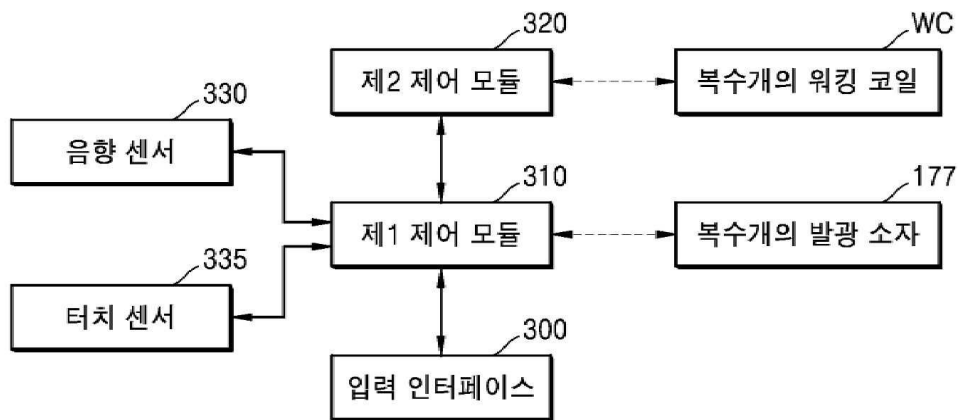 320
제2 제어 모듈
WC
복수개의 워킹 코일
330
음향 센서
310
제1 제어 모듈
177
복수개의 발광 소자
335
터치 센서
300
입력 인터페이스